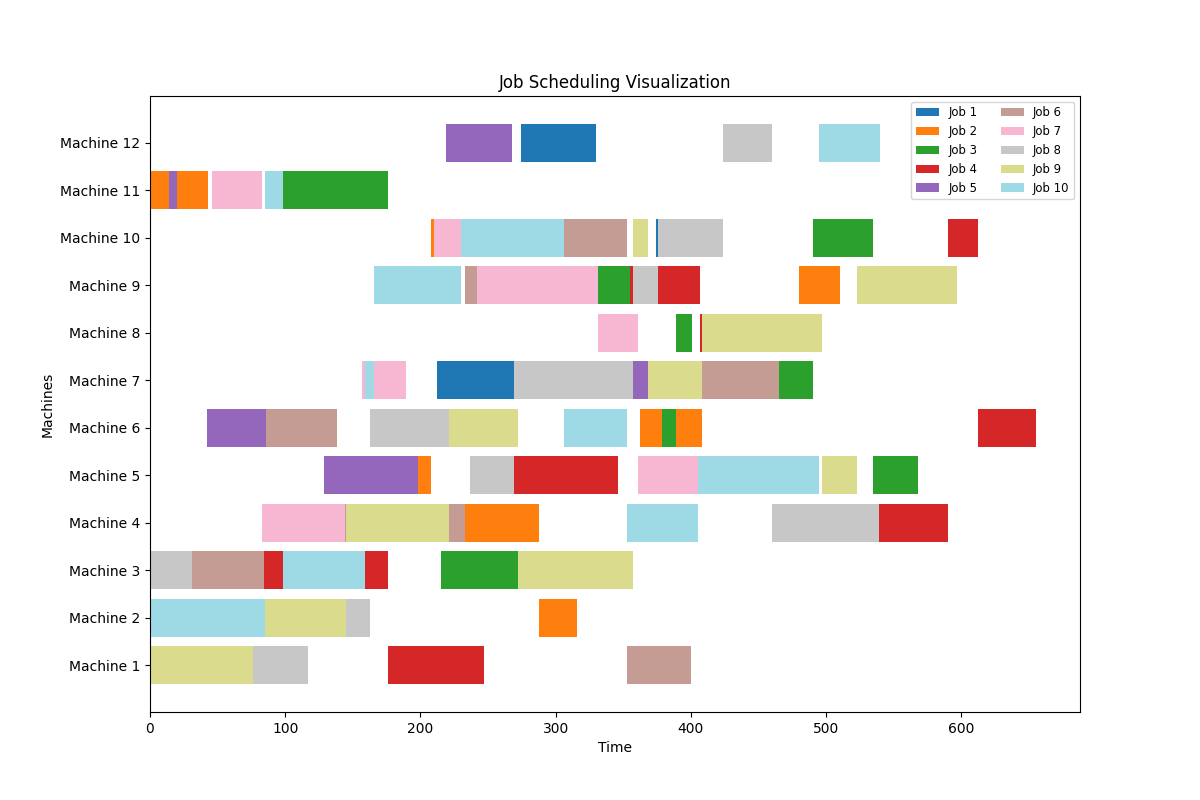 Job Scheduling Visualization
Machine 12
Machine 11
Machine 10
Machine 9
Machine 8
Machine 7
Machine 6
Machine 5
Machine 4
Machine 3
Machine 2
Machine 1
Machines
Job 1
Job 2
Job 3
Job 4
Job 5
Job 6
Job 7
Job 8
Job 9
Job 10
0 100 200 300 400 500 600
Time